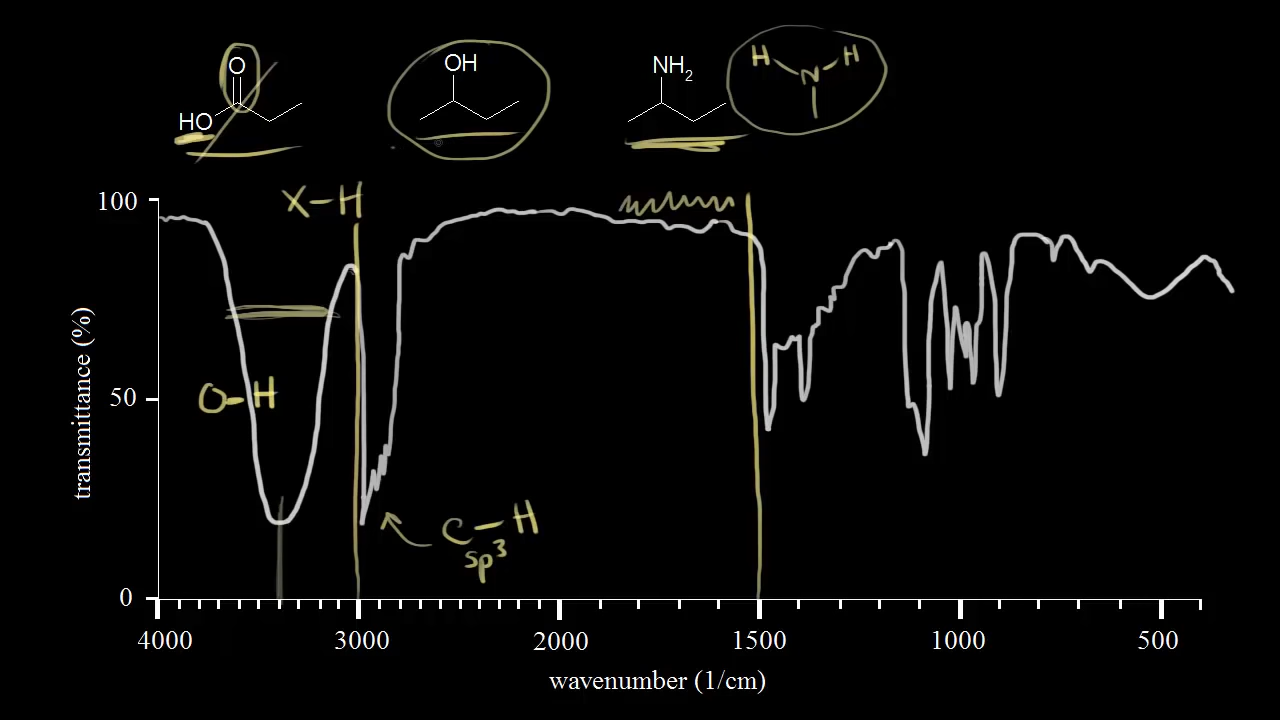 O
HO
OH
NH2
H N H
X-H
100
50
0
transmittance (%)
O-H
C-H
sp3
4000 3000 2000 1500 1000 500
wavenumber (1/cm)